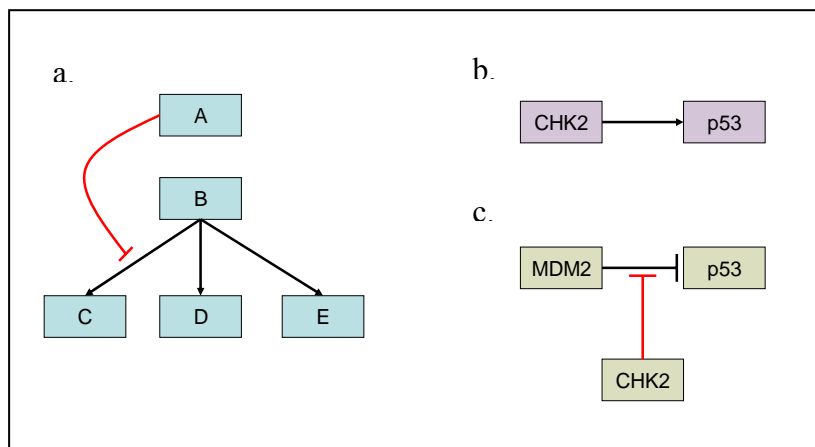 a.
A
B
C D E
b.
CHK2 p53
c.
MDM2 p53
CHK2